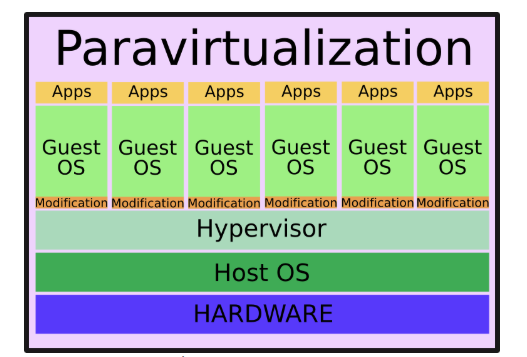 Paravirtualization
Apps Apps Apps Apps Apps Apps
Guest Guest Guest Guest Guest Guest
OS OS OS OS OS OS
Modification Modification Modification Modification Modification Modification
Hypervisor
Host OS
HARDWARE